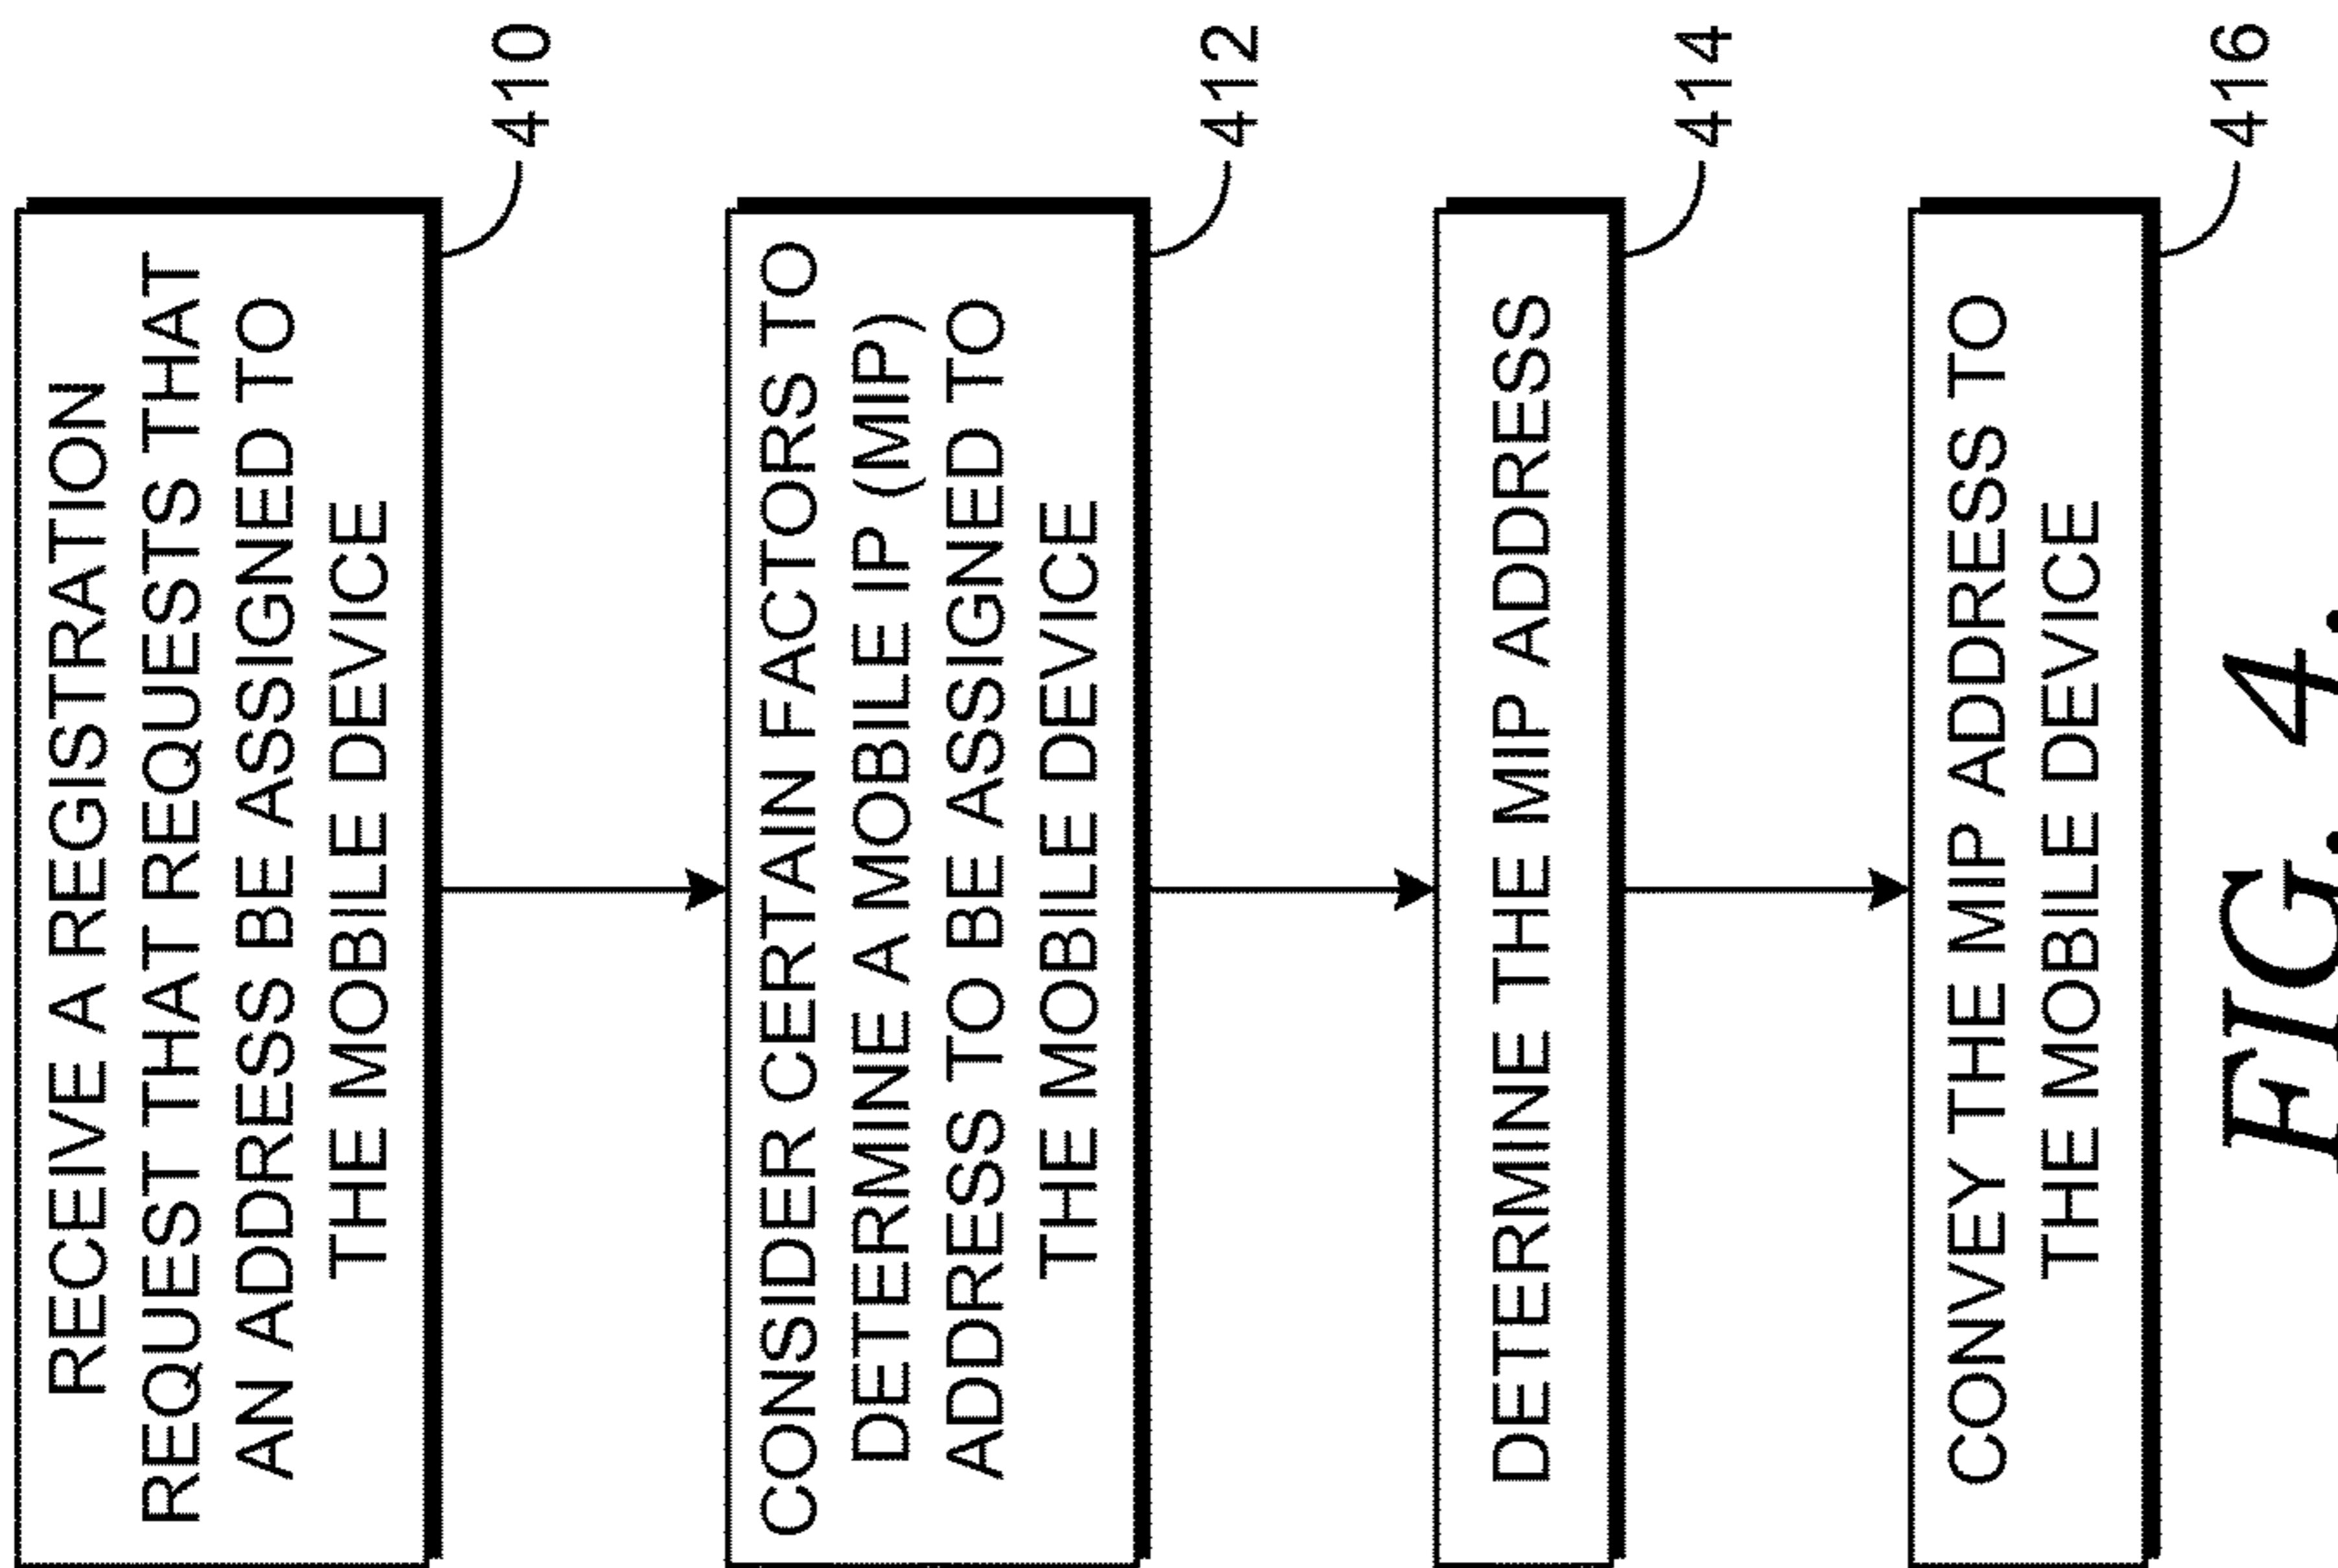 RECEIVE A REGISTRATION
REQUEST THAT REQUESTS THAT
AN ADDRESS BE ASSIGNED TO
THE MOBILE DEVICE
410
CONSIDER CERTAIN FACTORS TO
DETERMINE A MOBILE IP (MIP)
ADDRESS TO BE ASSIGNED TO
THE MOBILE DEVICE
412
DETERMINE THE MIP ADDRESS
414
CONVEY THE MIP ADDRESS TO
THE MOBILE DEVICE
416
FIG. 4.